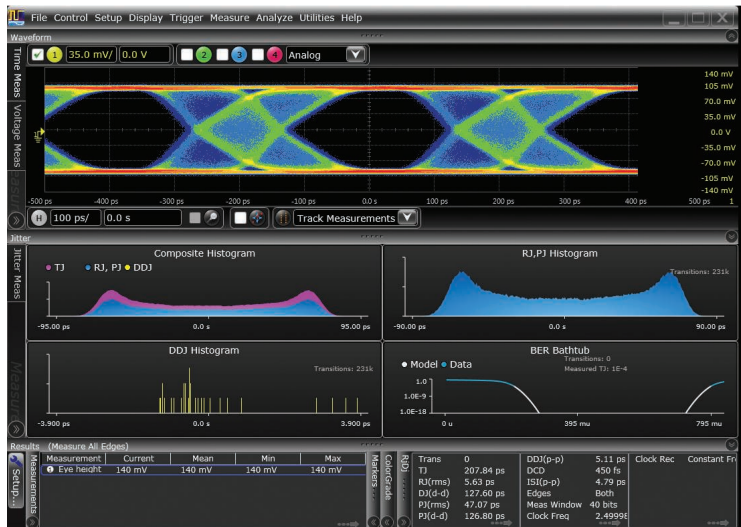 File Control Setup Display Trigger Measure Analyze Utilities Help
Waveform
Time Meas
Voltage Meas
1 35.0 mV/ 0.0 V 2 3 4 Analog
140 mV
105 mV
70.0 mV
35.0 mV
0.0 V
-35.0 mV
-70.0 mV
-105 mV
-140 mV
-500 ps -400 ps -300 ps -200 ps -100 ps 0.0 s 100 ps 200 ps 300 ps 400 ps 500 ps 1
H 100 ps/ 0.0 s Track Measurements
Jitter
Jitter Meas
Measure
Composite Histogram
TJ RJ, PJ DDJ
-95.00 ps 0.0 s 95.00 ps
RJ,PJ Histogram
Transitions: 231k
-90.00 ps 0.0 s 90.00 ps
DDJ Histogram
Transitions: 231k
-3.900 ps 0.0 s 3.900 ps
BER Bathtub
Transitions: 0
Model Data
Measured TJ: 1E-4
1.0
1.0E-9
1.0E-18
0 u 395 mu 795 mu
Results (Measure All Edges)
Setup...
Measurements
Measurement Current Mean Min Max
1 Eye height 140 mV 140 mV 140 mV 140 mV
Markers...
ColorGrade
RJDJ
Trans 0
TJ 207.84 ps
RJ(rms) 5.63 ps
DJ(d-d) 127.60 ps
PJ(rms) 47.07 ps
PJ(d-d) 126.80 ps
DDJ(p-p) 5.11 ps
DCD 450 fs
ISI(p-p) 4.79 ps
Edges Both
Meas Window 40 bits
Clock Freq 2.49998
Clock Rec Constant Fr